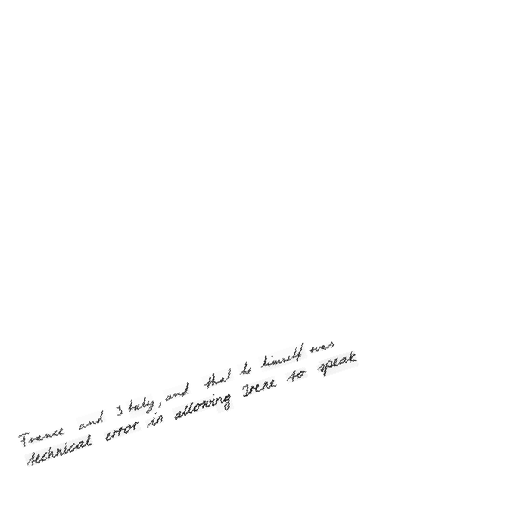 France and Italy, and that he himself was
technical error in allowing Irene to speak